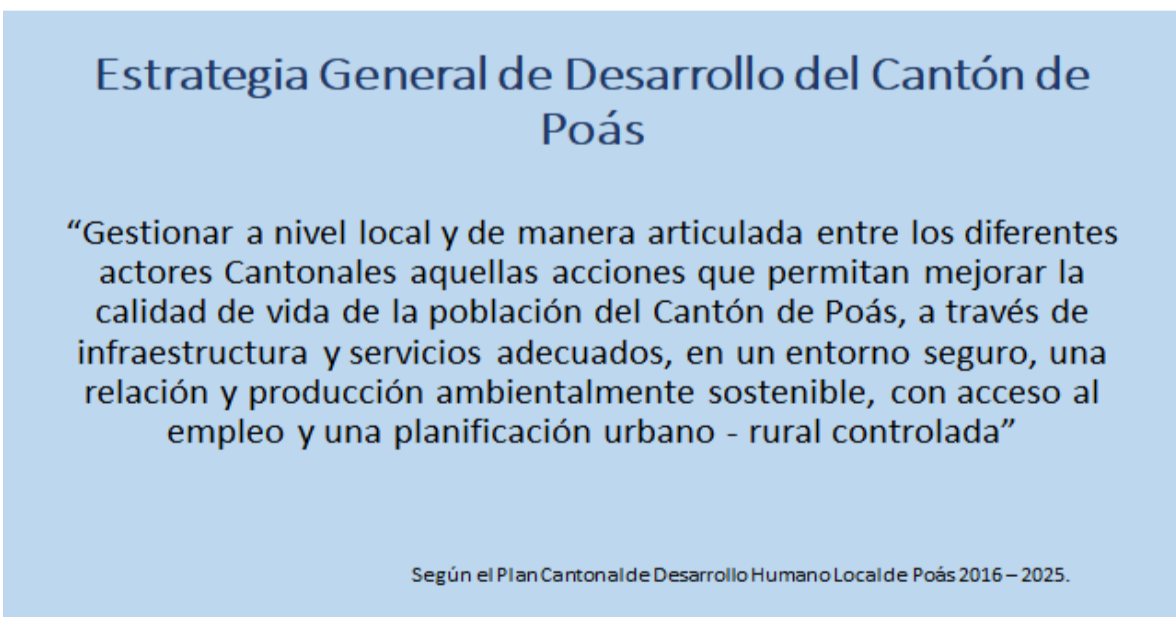 Estrategia General de Desarrollo del Cantón de
Poás
“Gestionar a nivel local y de manera articulada entre los diferentes
actores Cantonales aquellas acciones que permitan mejorar la
calidad de vida de la población del Cantón de Poás, a través de
infraestructura y servicios adecuados, en un entorno seguro, una
relación y producción ambientalmente sostenible, con acceso al
empleo y una planificación urbano - rural controlada”
Según el Plan Cantonal de Desarrollo Humano Local de Poás 2016 – 2025.